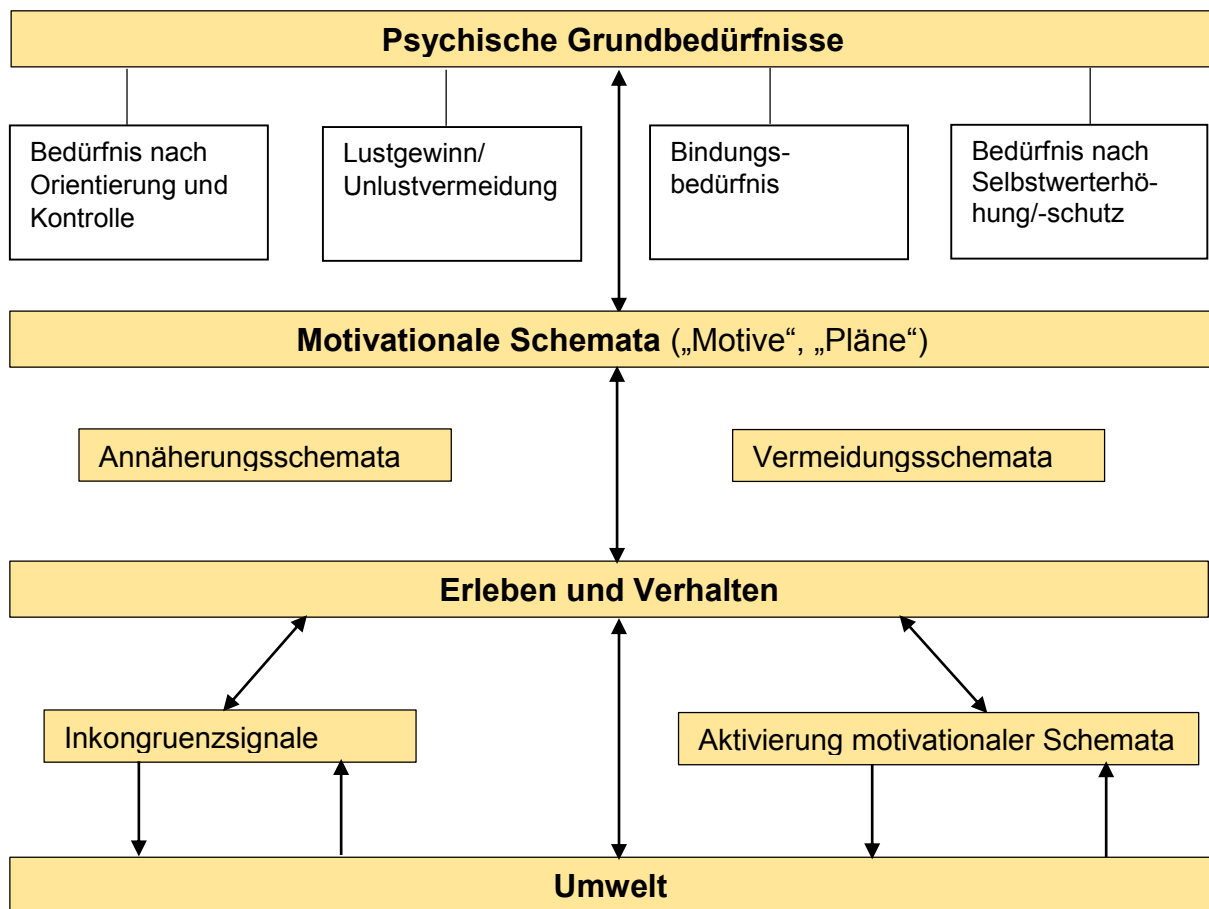 Psychische Grundbedürfnisse
Bedürfnis nach
Orientierung und
Kontrolle
Lustgewinn/
Unlustvermeidung
Bindungs-
bedürfnis
Bedürfnis nach
Selbstwerterhö-
hung/-schutz
Motivationale Schemata („Motive“, „Pläne“)
Annäherungsschemata
Vermeidungsschemata
Erleben und Verhalten
Inkongruenzsignale
Aktivierung motivationaler Schemata
Umwelt